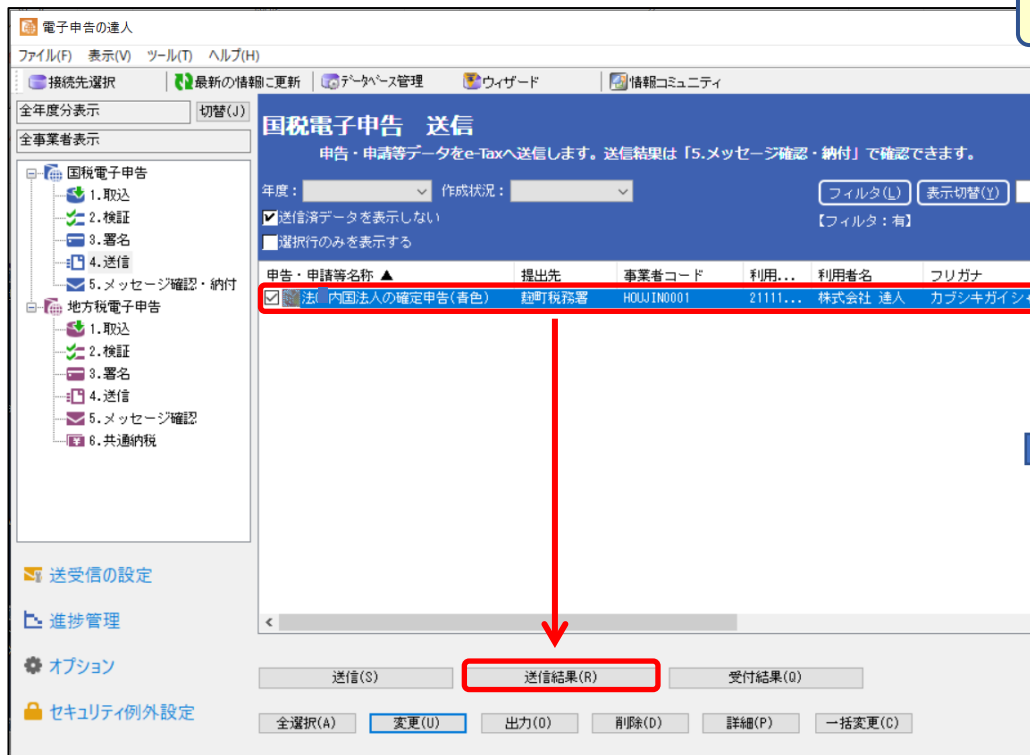 電子申告の達人
ファイル(F) 表示(V) ツール(T) ヘルプ(H)
接続先選択 最新の情報に更新 データベース管理 ウィザード 情報コミュニティ
全年度分表示 切替(J)
全事業者表示
国税電子申告
1.取込
2.検証
3.署名
4.送信
5.メッセージ確認・納付
地方税電子申告
1.取込
2.検証
3.署名
4.送信
5.メッセージ確認
6.共通納税
送受信の設定
進捗管理
オプション
セキュリティ例外設定
国税電子申告 送信
申告・申請等データをe-Taxへ送信します。送信結果は「5.メッセージ確認・納付」で確認できます。
年度: 作成状況: フィルタ(L) 表示切替(Y)
送信済データを表示しない 【フィルタ:有】
選択行のみを表示する
申告・申請等名称 ▲ 提出先 事業者コード 利用... 利用者名 フリガナ
法 内国法人の確定申告(青色) 麹町税務署 HOUJIN0001 21111... 株式会社 達人 カブシキガイシャ
送信(S) 送信結果(R) 受付結果(Q)
全選択(A) 変更(U) 出力(O) 削除(D) 詳細(P) 一括変更(C)